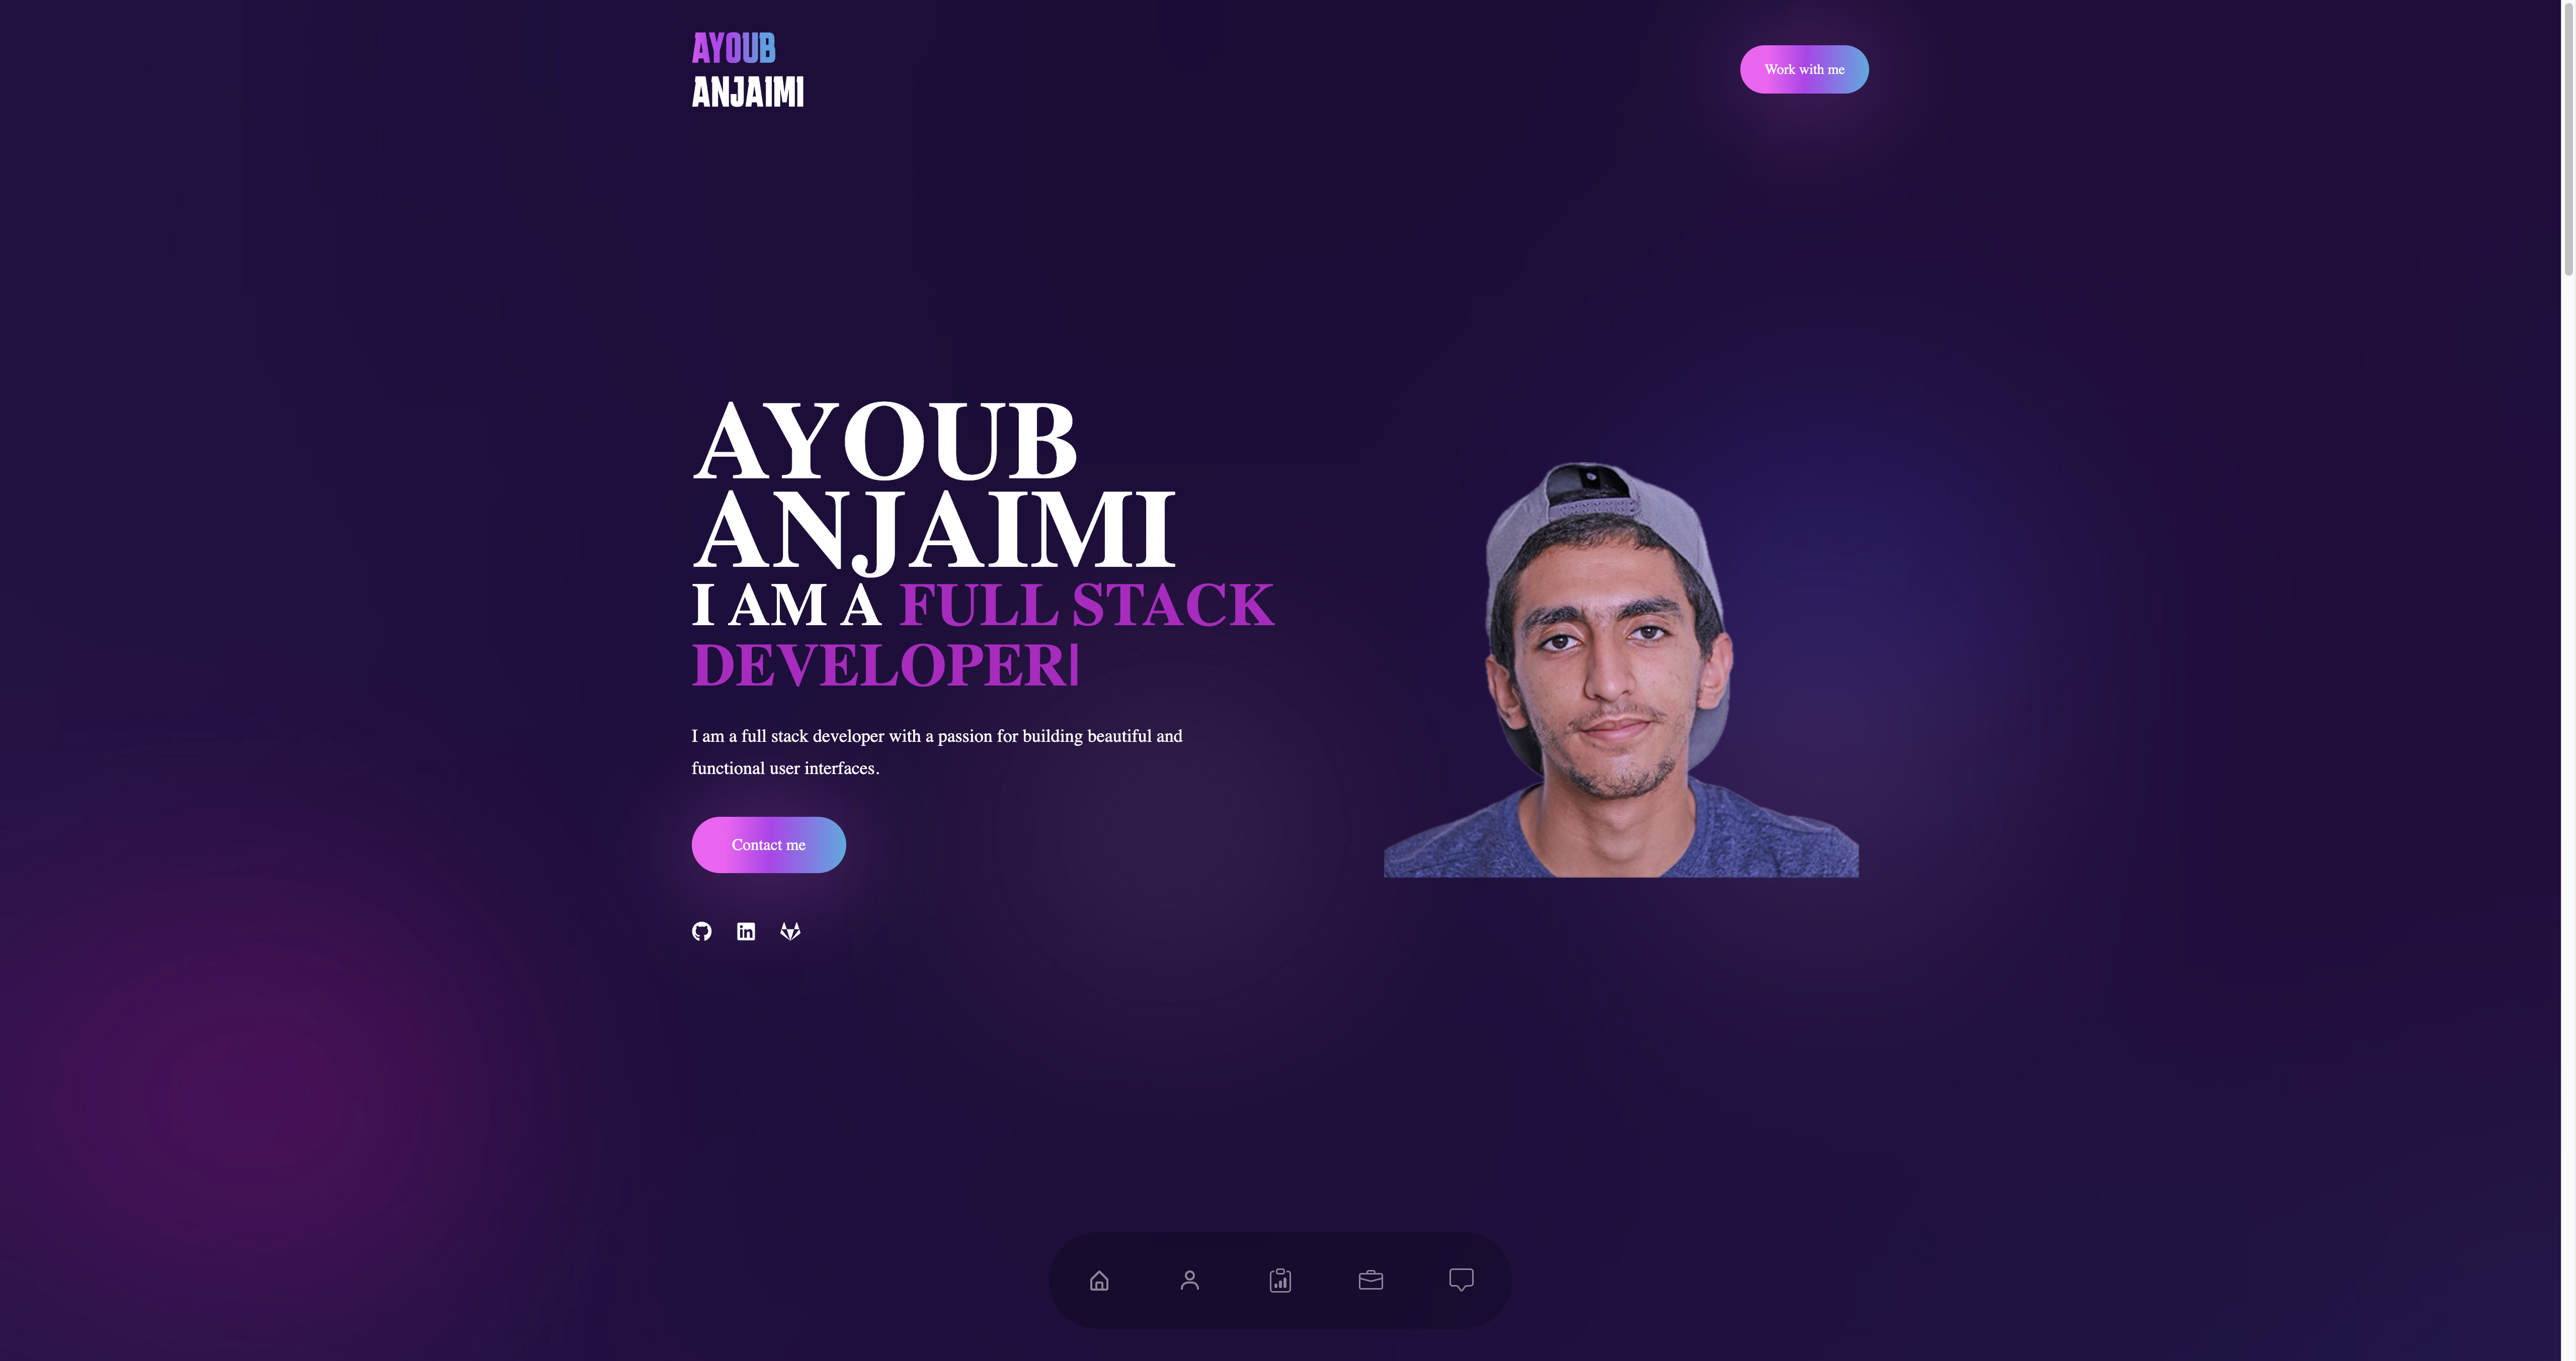 AYOUB
ANJAIMI
Work with me
AYOUB
ANJAIMI
I AM A FULL STACK
DEVELOPER|
I am a full stack developer with a passion for building beautiful and
functional user interfaces.
Contact me
in